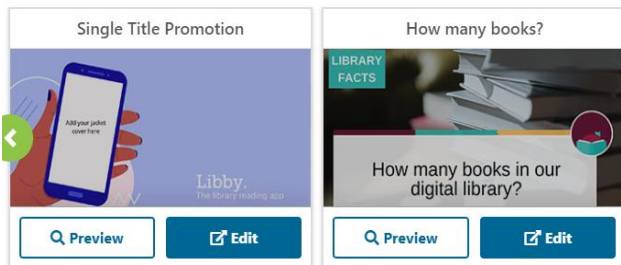 Single Title Promotion
Add your jacket
cover here
Libby.
The library reading app
Preview
Edit
How many books?
LIBRARY
FACTS
How many books in our
digital library?
Preview
Edit